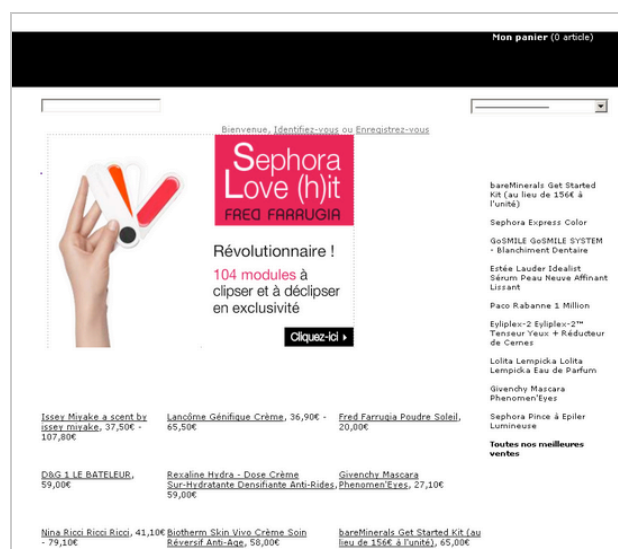 Mon panier (0 article)
Bienvenue, Identifiez-vous ou Enregistrez-vous
Sephora
Love (h)it
FRED FARRUGIA
Révolutionnaire !
104 modules à
clipser et à déclipser
en exclusivité
Cliquez-ici
bareMinerals Get Started
Kit (au lieu de 156€ à
l'unité)
Sephora Express Color
GoSMILE GoSMILE SYSTEM
- Blanchiment Dentaire
Estée Lauder Idealist
Sérum Peau Neuve Affinant
Lissant
Paco Rabanne 1 Million
Eyliplex-2 Eyliplex-2™
Tenseur Yeux + Réducteur
de Cernes
Lolita Lempicka Lolita
Lempicka Eau de Parfum
Givenchy Mascara
Phenomen'Eyes
Sephora Pince à Epiler
Lumineuse
Toutes nos meilleures
ventes
Issey Miyake a scent by
issey miyake, 37,50€ -
107,80€
Lancôme Génifique Crème, 36,90€ -
65,50€
Fred Farrugia Poudre Soleil,
20,00€
D&G 1 LE BATELEUR,
59,00€
Rexaline Hydra - Dose Crème
Sur-Hydratante Densifiante Anti-Rides,
59,00€
Givenchy Mascara
Phenomen'Eyes, 27,10€
Nina Ricci Ricci Ricci, 41,10€
- 79,10€
Biotherm Skin Vivo Crème Soin
Réversif Anti-Age, 58,00€
bareMinerals Get Started Kit (au
lieu de 156€ à l'unité), 65,00€